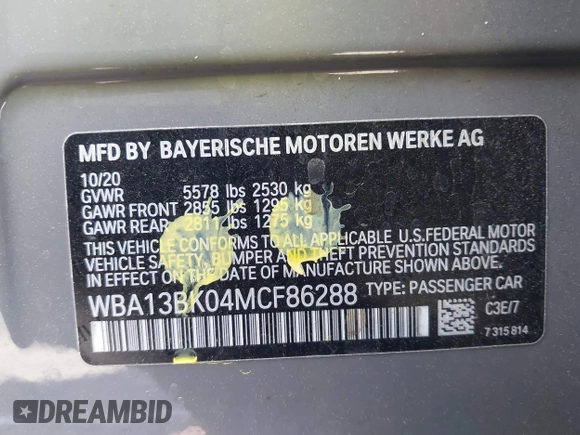 MFD BY BAYERISCHE MOTOREN WERKE AG
10/20
GVWR 5578 lbs 2530 kg
GAWR FRONT 2855 lbs 1295 kg
GAWR REAR 2811 lbs 1275 kg
THIS VEHICLE CONFORMS TO ALL APPLICABLE U.S.FEDERAL MOTOR
VEHICLE SAFETY, BUMPER AND THEFT PREVENTION STANDARDS
IN EFFECT ON THE DATE OF MANUFACTURE SHOWN ABOVE.
WBA13BK04MCF86288 TYPE: PASSENGER CAR
C3E/7
7 315 814
DREAMBID